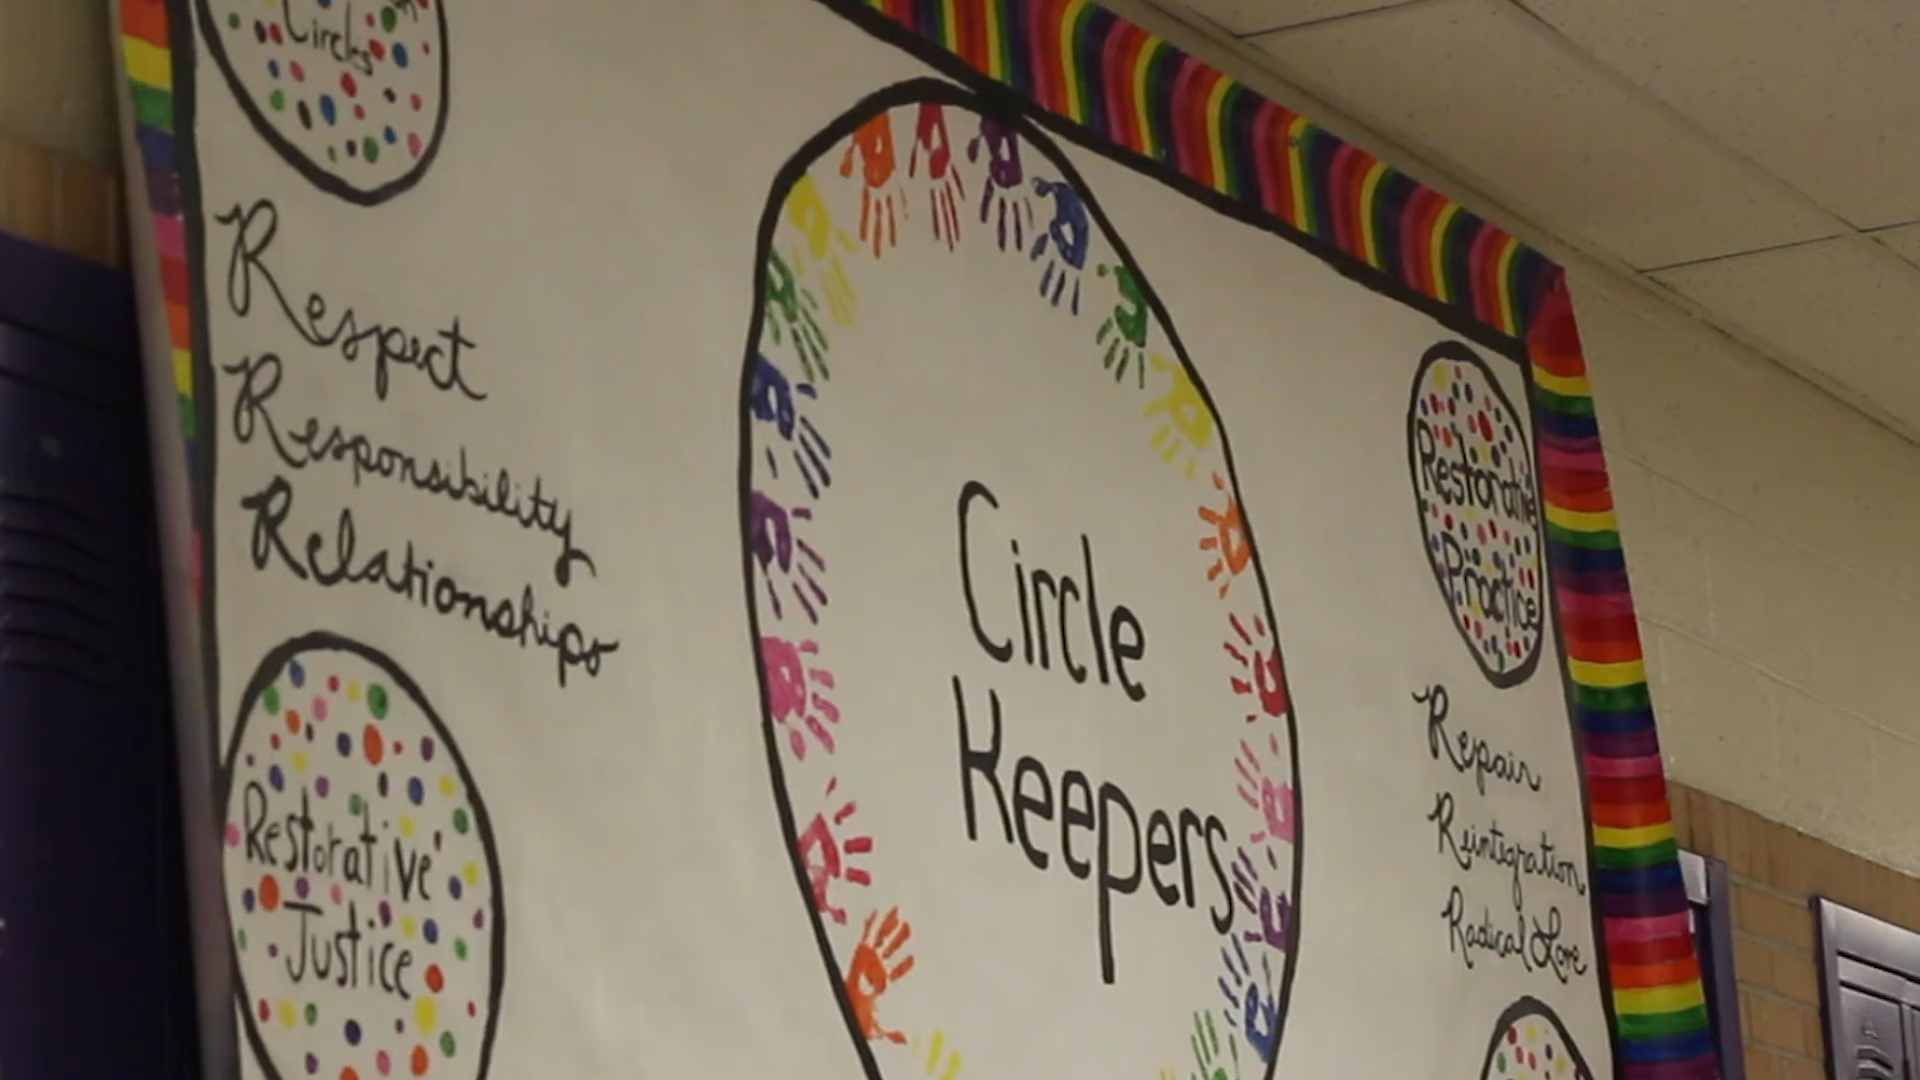 Circles
Respect
Responsibility
Relationships
Restorative
Justice
Circle
Keepers
Restorative
Practice
Repair
Reintegration
Radical Love